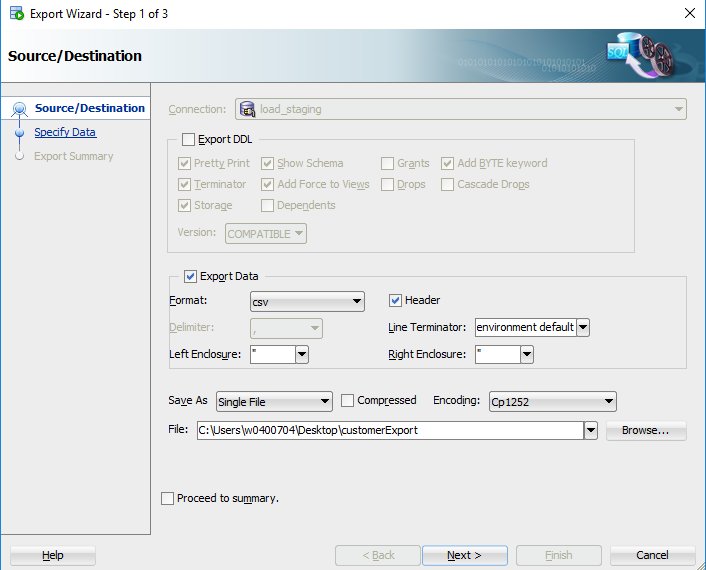 Export Wizard - Step 1 of 3
Source/Destination
SQL
Source/Destination
Specify Data
Export Summary
Connection: load_staging
Export DDL
Pretty Print Show Schema Grants Add BYTE keyword
Terminator Add Force to Views Drops Cascade Drops
Storage Dependents
Version: COMPATIBLE
Export Data
Format: csv Header
Delimiter: , Line Terminator: environment default
Left Enclosure: " Right Enclosure: "
Save As Single File Compressed Encoding: Cp1252
File: C:\Users\w0400704\Desktop\customerExport Browse...
Proceed to summary.
Help < Back Next > Finish Cancel